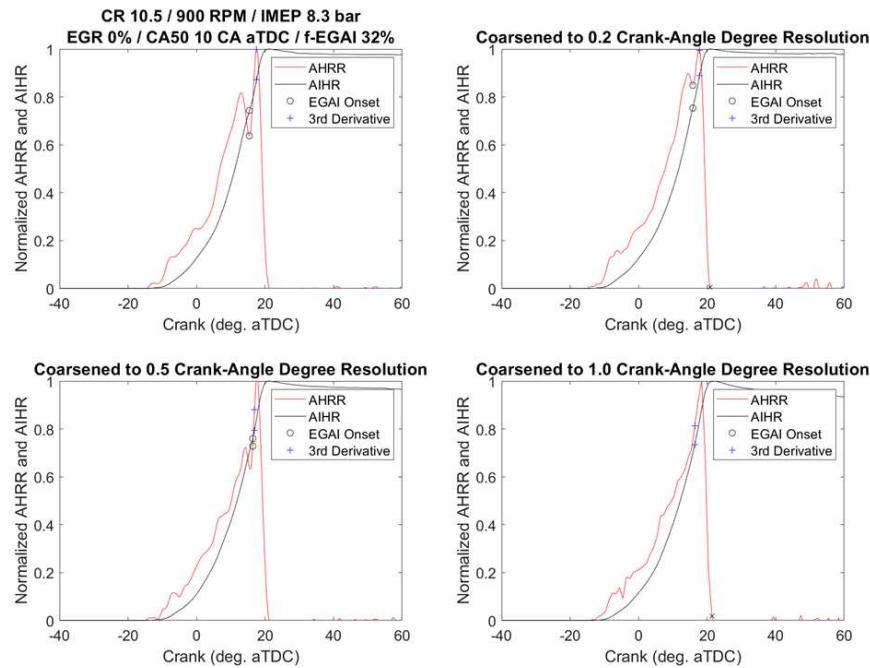 CR 10.5 / 900 RPM / IMEP 8.3 bar
EGR 0% / CA50 10 CA aTDC / f-EGAI 32%
Normalized AHRR and AIHR
1
0.8
0.6
0.4
0.2
0
AHRR
AIHR
EGAI Onset
3rd Derivative
-40 -20 0 20 40 60
Crank (deg. aTDC)
Coarsened to 0.2 Crank-Angle Degree Resolution
Normalized AHRR and AIHR
1
0.8
0.6
0.4
0.2
0
AHRR
AIHR
EGAI Onset
3rd Derivative
-40 -20 0 20 40 60
Crank (deg. aTDC)
Coarsened to 0.5 Crank-Angle Degree Resolution
Normalized AHRR and AIHR
1
0.8
0.6
0.4
0.2
0
AHRR
AIHR
EGAI Onset
3rd Derivative
-40 -20 0 20 40 60
Crank (deg. aTDC)
Coarsened to 1.0 Crank-Angle Degree Resolution
Normalized AHRR and AIHR
1
0.8
0.6
0.4
0.2
0
AHRR
AIHR
EGAI Onset
3rd Derivative
-40 -20 0 20 40 60
Crank (deg. aTDC)